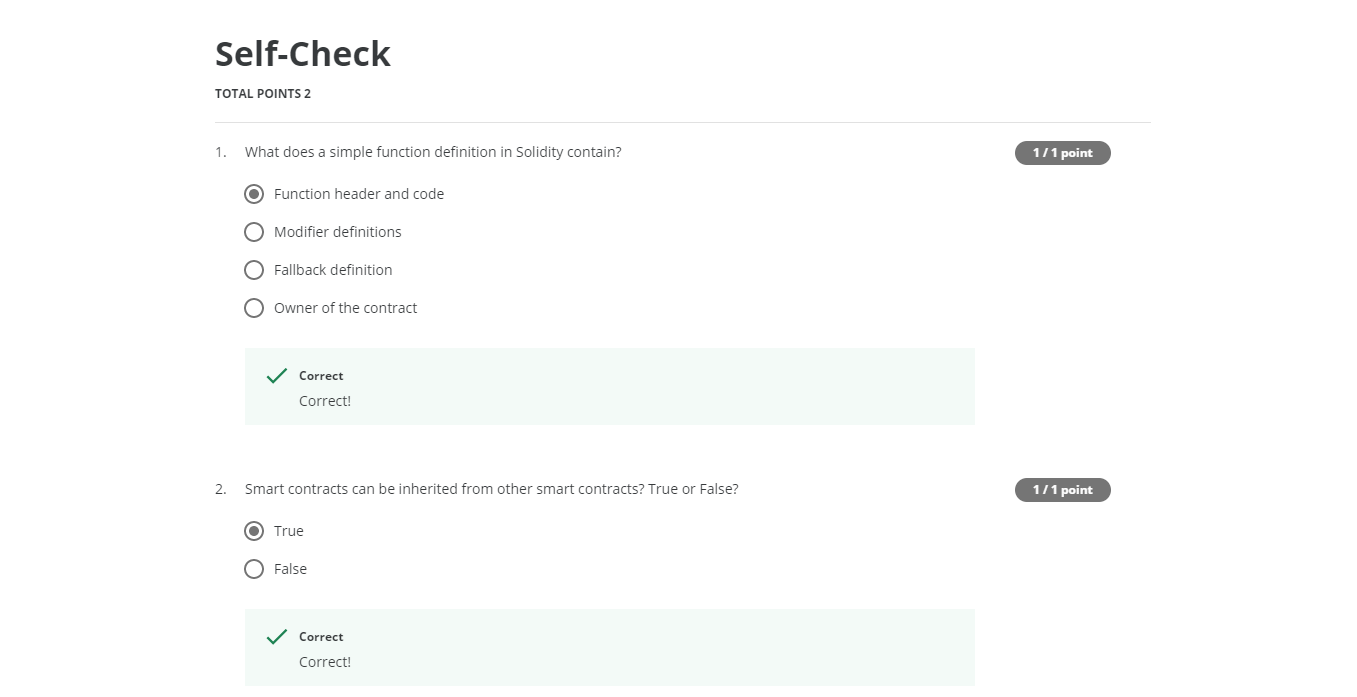 Self-Check
TOTAL POINTS 2
1. What does a simple function definition in Solidity contain? 1 / 1 point
Function header and code
Modifier definitions
Fallback definition
Owner of the contract
Correct
Correct!
2. Smart contracts can be inherited from other smart contracts? True or False? 1 / 1 point
True
False
Correct
Correct!